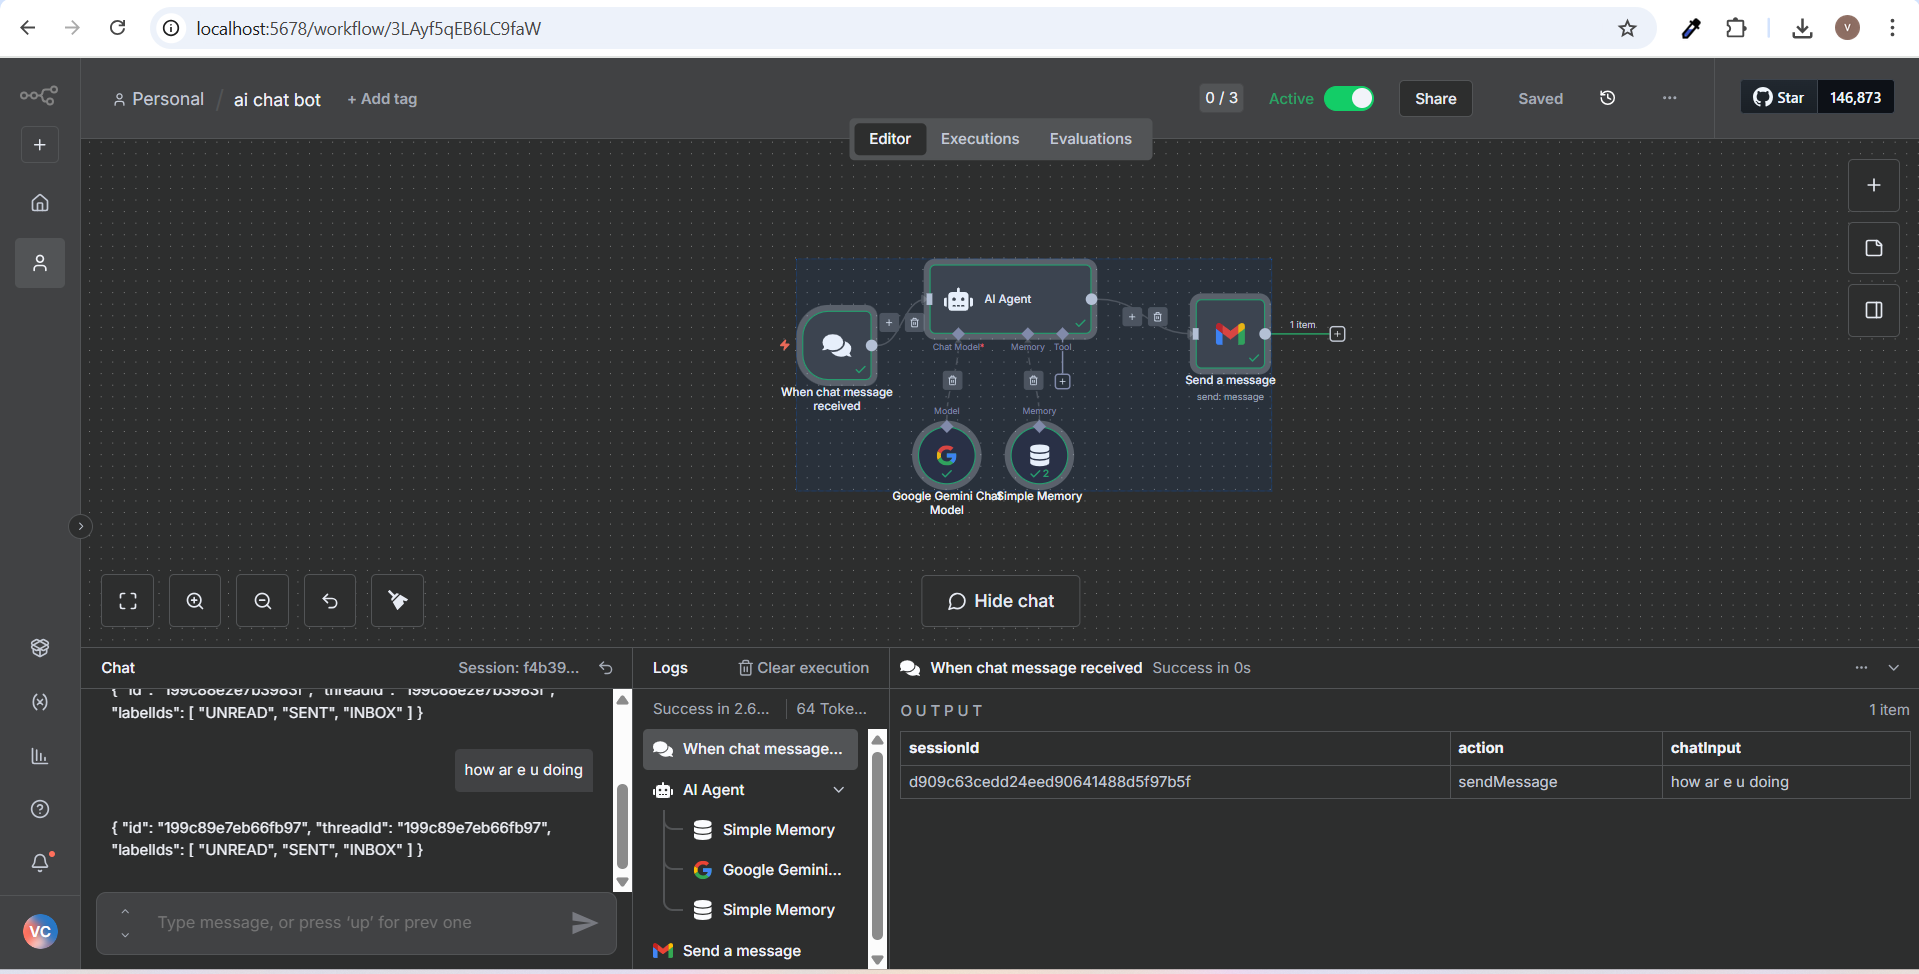 localhost:5678/workflow/3LAyf5qEB6LC9faW
V
Personal / ai chat bot + Add tag
0 / 3
Active
Share
Saved
Star 146,873
Editor Executions Evaluations
AI Agent
Chat Model* Memory Tool
1 item
When chat message
received
Send a message
send: message
Model
Memory
2
Google Gemini Chat
Model
Simple Memory
Hide chat
Chat
Session: f4b39...
"labelIds": [ "UNREAD", "SENT", "INBOX" ] }
how ar e u doing
{ "id": "199c89e7eb66fb97", "threadId": "199c89e7eb66fb97",
"labelIds": [ "UNREAD", "SENT", "INBOX" ] }
Type message, or press ‘up’ for prev one
VC
Logs
Clear execution
Success in 2.6... 64 Toke...
When chat message...
AI Agent
Simple Memory
Google Gemini...
Simple Memory
Send a message
When chat message received Success in 0s
OUTPUT
1 item
sessionId action chatInput
d909c63cedd24eed90641488d5f97b5f sendMessage how ar e u doing